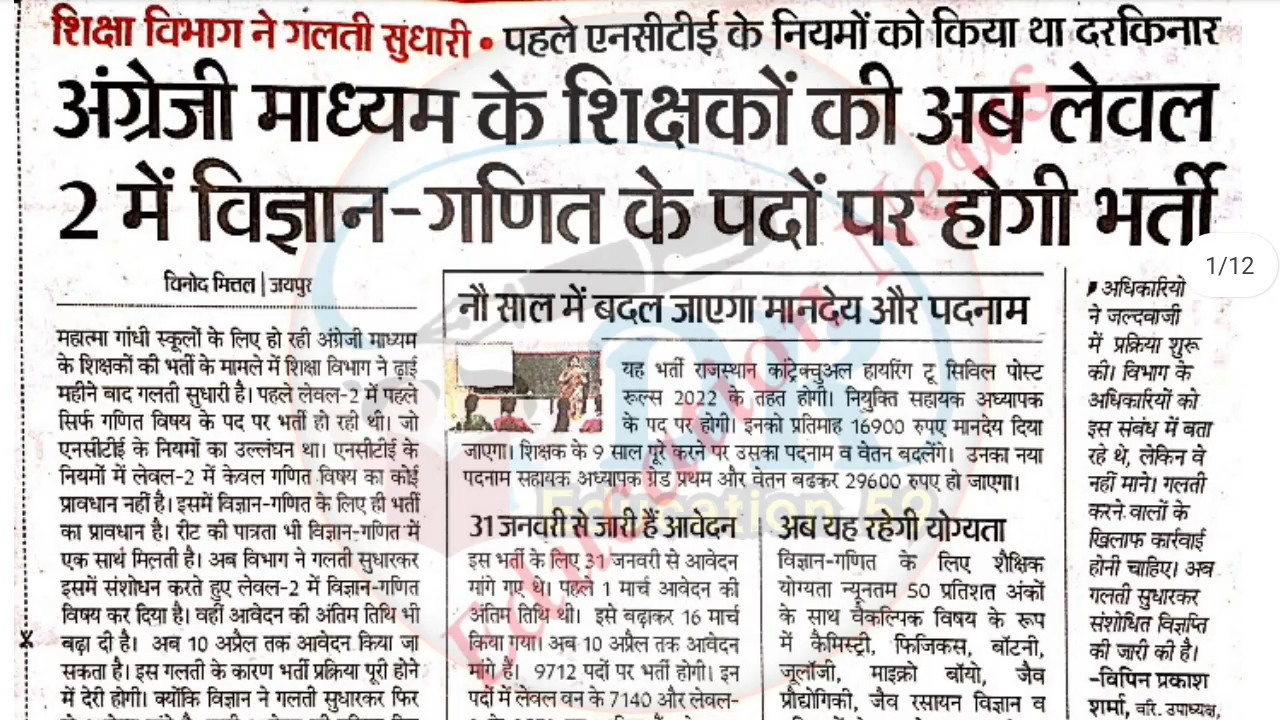 शिक्षा विभाग ने गलती सुधारी • पहले एनसीटीई के नियमों को किया था दरकिनार
अंग्रेजी माध्यम के शिक्षकों की अब लेवल
2 में विज्ञान-गणित के पदों पर होगी भर्ती
1/12
विनोद मित्तल | जयपुर
महात्मा गांधी स्कूलों के लिए हो रही अंग्रेजी माध्यम
के शिक्षकों की भर्ती के मामले में शिक्षा विभाग ने ढ़ाई
महीने बाद गलती सुधारी है। पहले लेवल-2 में पहले
सिर्फ गणित विषय के पद पर भर्ती हो रही थी। जो
एनसीटीई के नियमों का उल्लंघन था। एनसीटीई के
नियमों में लेवल-2 में केवल गणित विषय का कोई
प्रावधान नहीं है। इसमें विज्ञान-गणित के लिए ही भर्ती
का प्रावधान है। रीट की पात्रता भी विज्ञान-गणित में
एक साथ मिलती है। अब विभाग ने गलती सुधारकर
इसमें संशोधन करते हुए लेवल-2 में विज्ञान-गणित
विषय कर दिया है। वहीं आवेदन की अंतिम तिथि भी
बढ़ा दी है। अब 10 अप्रैल तक आवेदन किया जा
सकता है। इस गलती के कारण भर्ती प्रक्रिया पूरी होने
में देरी होगी। क्योंकि विज्ञान ने गलती सुधारकर फिर
नौ साल में बदल जाएगा मानदेय और पदनाम
यह भर्ती राजस्थान कांट्रेक्चुअल हायरिंग टू सिविल पोस्ट
रूल्स 2022 के तहत होगी। नियुक्ति सहायक अध्यापक
के पद पर होगी। इनको प्रतिमाह 16900 रुपए मानदेय दिया
जाएगा। शिक्षक के 9 साल पूरे करने पर उसका पदनाम व वेतन बदलेंगे। उनका नया
पदनाम सहायक अध्यापक ग्रेड प्रथम और वेतन बढकर 29600 रुपए हो जाएगा।
31 जनवरी से जारी हैं आवेदन
इस भर्ती के लिए 31 जनवरी से आवेदन
मांगे गए थे। पहले 1 मार्च आवेदन की
अंतिम तिथि थी। इसे बढ़ाकर 16 मार्च
किया गया। अब 10 अप्रैल तक आवेदन
मांगे हैं। 9712 पदों पर भर्ती होगी। इन
पदों में लेवल वन के 7140 और लेवल-
अब यह रहेगी योग्यता
विज्ञान-गणित के लिए शैक्षिक
योग्यता न्यूनतम 50 प्रतिशत अंकों
के साथ वैकल्पिक विषय के रूप
में कैमिस्ट्री, फिजिकस, बॉटनी,
जूलॉजी, माइक्रो बॉयो, जैव
प्रौद्योगिकी, जैव रसायन विज्ञान व
अधिकारियो
ने जल्दबाजी
में प्रक्रिया शुरू
की। विभाग के
अधिकारियों को
इस संबंध में बता
रहे थे, लेकिन वे
नहीं माने। गलती
करने वालों के
खिलाफ कार्रवाई
होनी चाहिए। अब
गलती सुधारकर
संशोधित विज्ञप्ति
की जारी की है।
-विपिन प्रकाश
शर्मा, वरि. उपाध्यक्ष,
Education News
Education 59